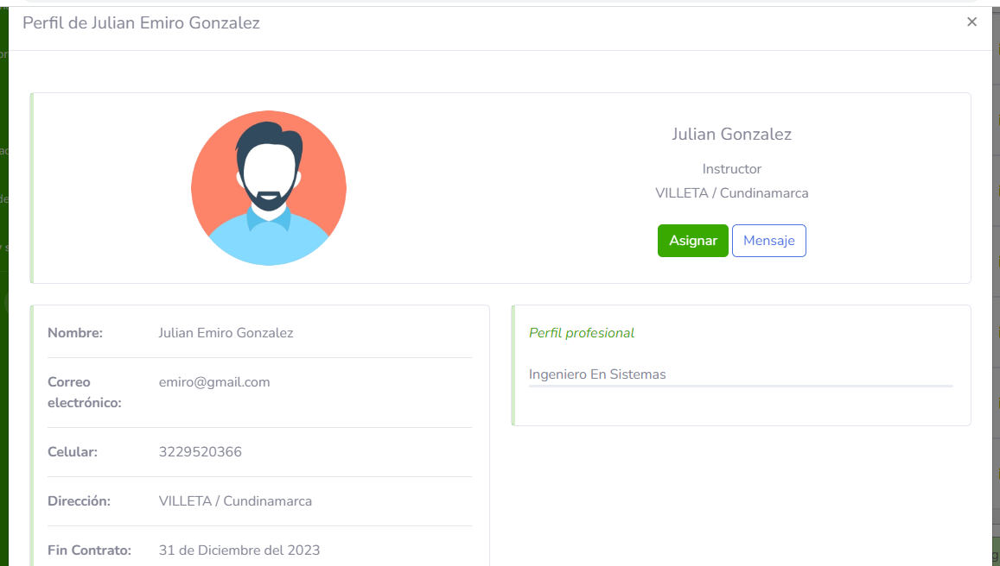 Perfil de Julian Emiro Gonzalez
×
Julian Gonzalez
Instructor
VILLETA / Cundinamarca
Asignar Mensaje
Nombre: Julian Emiro Gonzalez
Correo electrónico: emiro@gmail.com
Celular: 3229520366
Dirección: VILLETA / Cundinamarca
Fin Contrato: 31 de Diciembre del 2023
Perfil profesional
Ingeniero En Sistemas